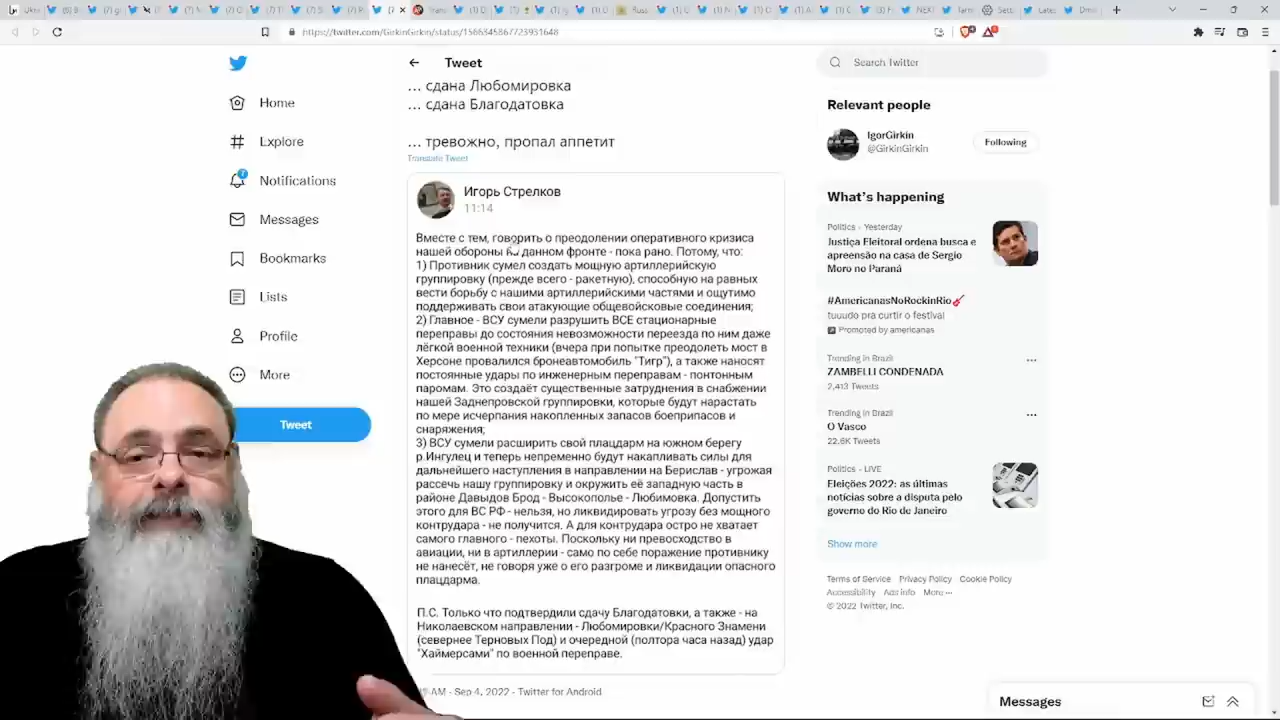 https://twitter.com/GirkinGirkin/status/1566345867723931648
Home
Explore
7
Notifications
Messages
Bookmarks
Lists
Profile
More
Tweet
Tweet
... сдана Любомировка
... сдана Благодатовка
... тревожно, пропал аппетит
Translate Tweet
Игорь Стрелков
11:14
Вместе с тем, говорить о преодолении оперативного кризиса
нашей обороны на данном фронте - пока рано. Потому, что:
1) Противник сумел создать мощную артиллерийскую
группировку (прежде всего - ракетную), способную на равных
вести борьбу с нашими артиллерийскими частями и ощутимо
поддерживать свои атакующие общевойсковые соединения;
2) Главное - ВСУ сумели разрушить ВСЕ стационарные
переправы до состояния невозможности переезда по ним даже
лёгкой военной техники (вчера при попытке преодолеть мост в
Херсоне провалился бронеавтомобиль "Тигр"), а также наносят
постоянные удары по инженерным переправам - понтонным
паромам. Это создаёт существенные затруднения в снабжении
нашей Заднепровской группировки, которые будут нарастать
по мере исчерпания накопленных запасов боеприпасов и
снаряжения;
3) ВСУ сумели расширить свой плацдарм на южном берегу
р.Ингулец и теперь непременно будут накапливать силы для
дальнейшего наступления в направлении на Берислав - угрожая
рассечь нашу группировку и окружить её западную часть в
районе Давыдов Брод - Высокополье - Любимовка. Допустить
этого для ВС РФ - нельзя, но ликвидировать угрозу без мощного
контрудара - не получится. А для контрудара остро не хватает
самого главного - пехоты. Поскольку ни превосходство в
авиации, ни в артиллерии - само по себе поражение противнику
не нанесёт, не говоря уже о его разгроме и ликвидации опасного
плацдарма.
П.С. Только что подтвердили сдачу Благодатовки, а также - на
Николаевском направлении - Любомировки/Красного Знамени
(севернее Терновых Под) и очередной (полтора часа назад) удар
"Хаймерсами" по военной переправе.
AM - Sep 4, 2022 - Twitter for Android
Search Twitter
Relevant people
IgorGirkin
@GirkinGirkin
Following
What's happening
Politics - Yesterday
Justiça Eleitoral ordena busca e
apreensão na casa de Sergio
Moro no Paraná
#AmericanasNoRockinRio
tuuudo pra curtir o festival
Promoted by americanas
Trending in Brazil
ZAMBELLI CONDENADA
2,413 Tweets
Trending in Brazil
O Vasco
22.6K Tweets
Politics - LIVE
Eleições 2022: as últimas
notícias sobre a disputa pelo
governo do Rio de Janeiro
Show more
Terms of Service Privacy Policy Cookie Policy
Accessibility Ads info More ...
© 2022 Twitter, Inc.
Messages